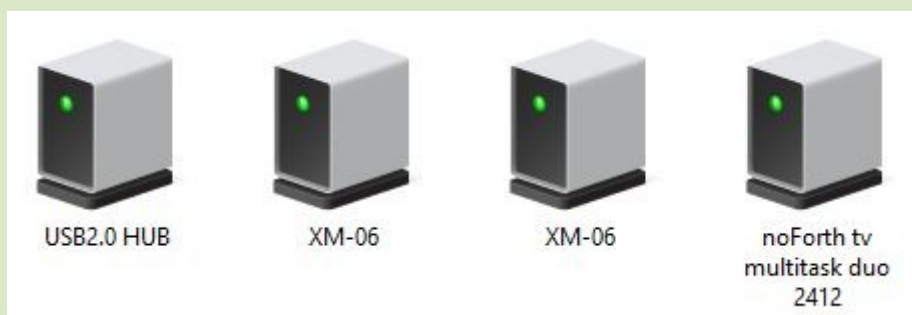 USB2.0 HUB
XM-06
XM-06
noForth tv
multitask duo
2412